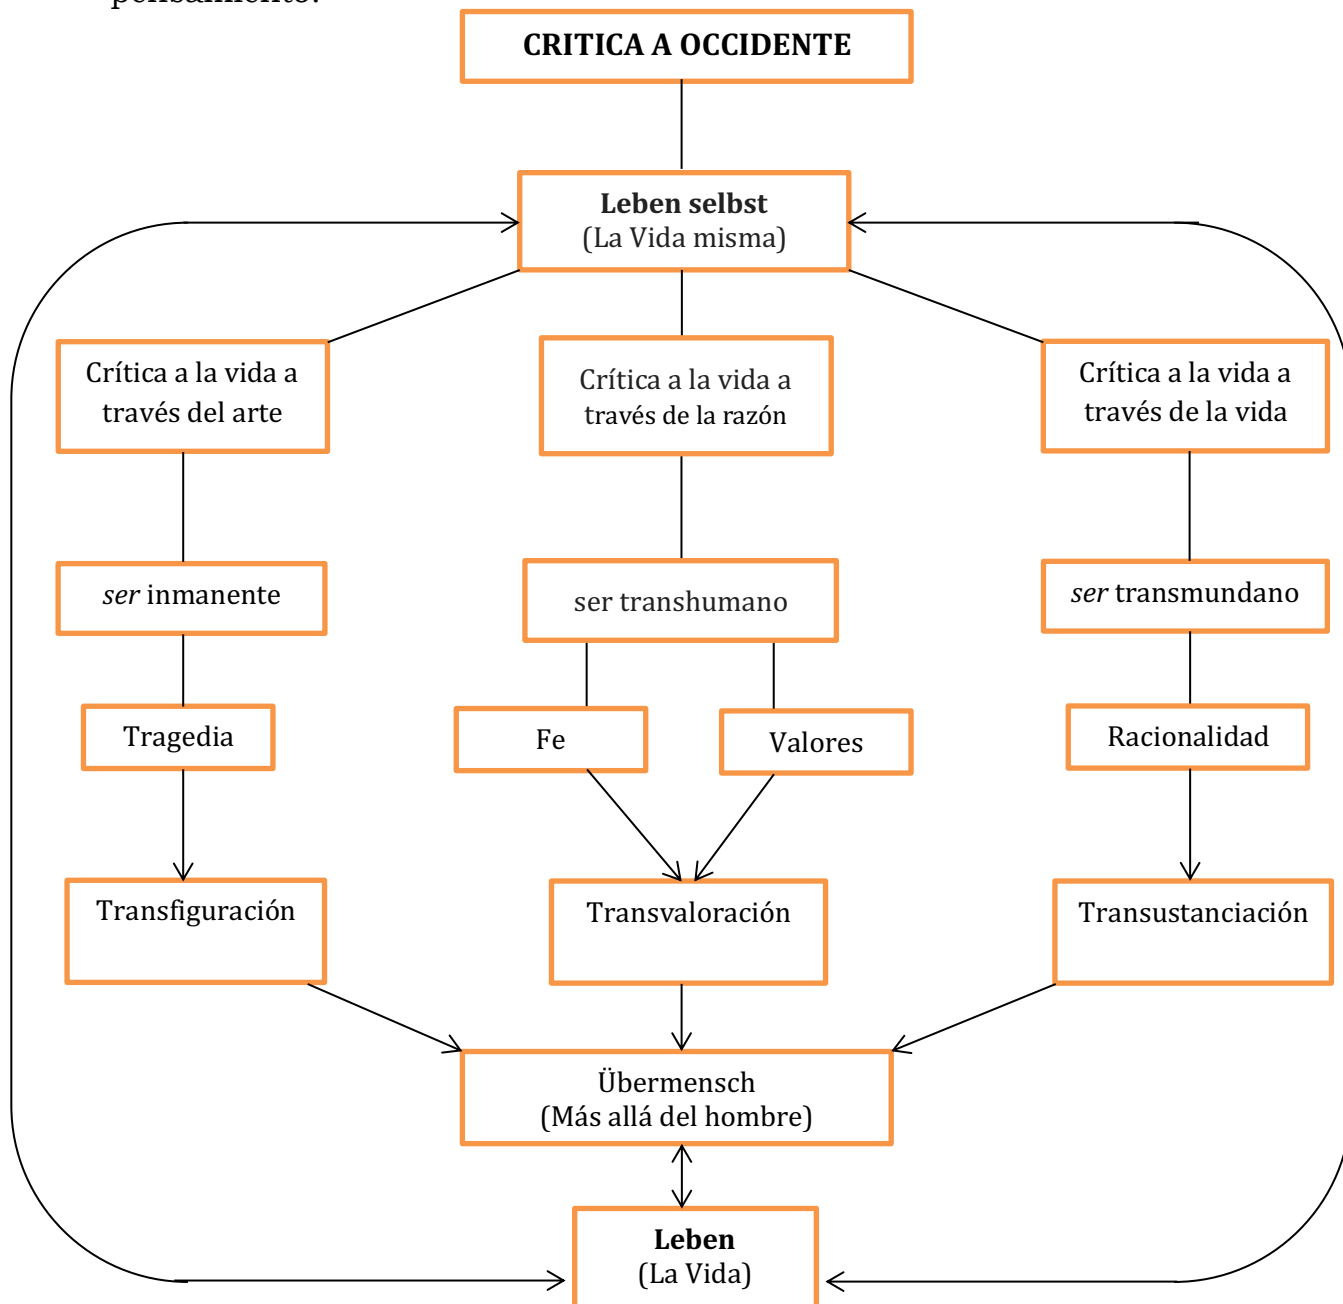 pensamiento.
CRITICA A OCCIDENTE
Leben selbst
(La Vida misma)
Crítica a la vida a
través del arte
Crítica a la vida a
través de la razón
Crítica a la vida a
través de la vida
ser inmanente
ser transhumano
ser transmundano
Tragedia
Fe
Valores
Racionalidad
Transfiguración
Transvaloración
Transustanciación
Übermensch
(Más allá del hombre)
Leben
(La Vida)